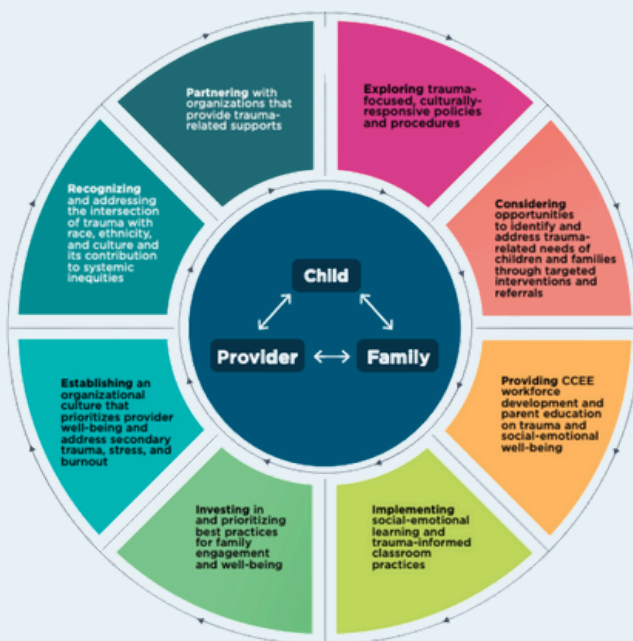 Partnering with
organizations that
provide trauma-
related supports
Exploring trauma-
focused, culturally-
responsive policies
and procedures
Considering
opportunities
to identify and
address trauma-
related needs of
children and families
through targeted
interventions and
referrals
Providing CCEE
workforce
development and
parent education
on trauma and
social-emotional
well-being
Implementing
social-emotional
learning and
trauma-informed
classroom
practices
Investing in
and prioritizing
best practices
for family
engagement
and well-being
Establishing an
organizational
culture that
prioritizes provider
well-being and
address secondary
trauma, stress, and
burnout
Recognizing
and addressing
the intersection
of trauma with
race, ethnicity,
and culture and
its contribution
to systemic
inequities
Child
Provider
Family